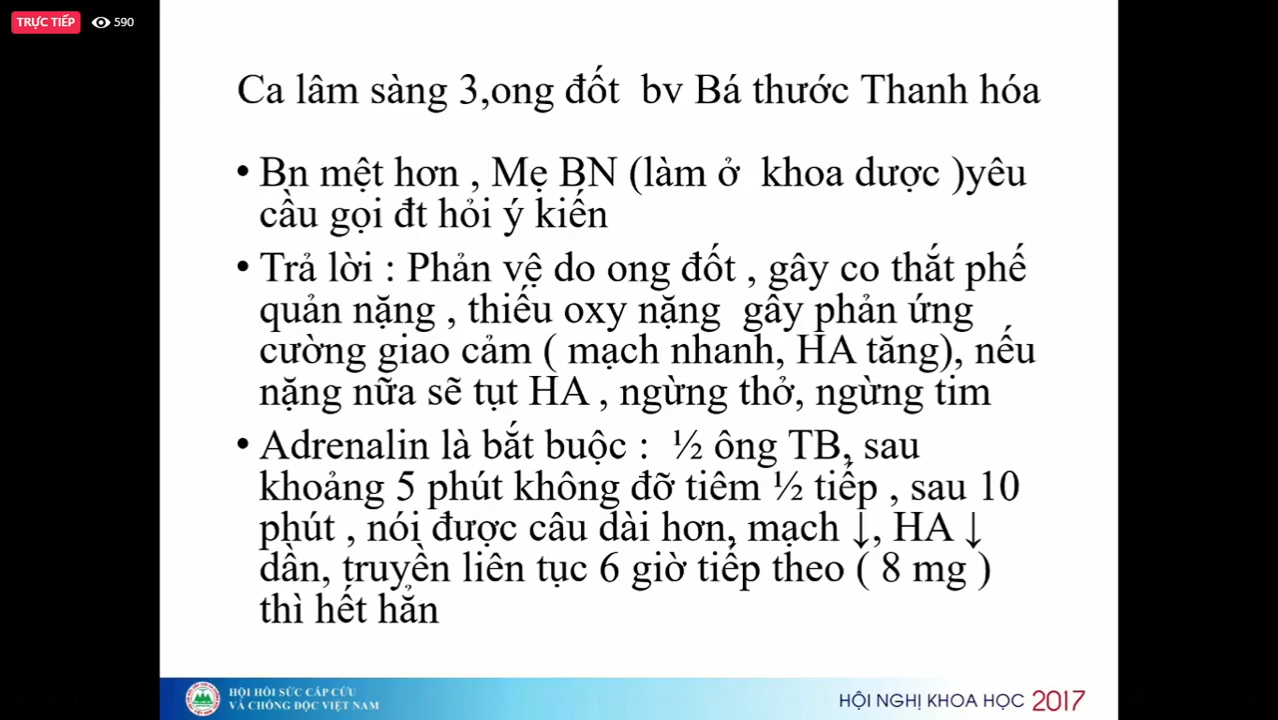 TRỰC TIẾP 590
Ca lâm sàng 3,ong đốt bv Bá thước Thanh hóa
• Bn mệt hơn , Mẹ BN (làm ở khoa dược )yêu
cầu gọi đt hỏi ý kiến
• Trả lời : Phản vệ do ong đốt , gây co thắt phế
quản nặng , thiếu oxy nặng gây phản ứng
cường giao cảm ( mạch nhanh, HA tăng), nếu
nặng nữa sẽ tụt HA , ngừng thở, ngừng tim
• Adrenalin là bắt buộc : ½ ông TB, sau
khoảng 5 phút không đỡ tiêm ½ tiếp , sau 10
phút , nói được câu dài hơn, mạch ↓, HA ↓
dần, truyền liên tục 6 giờ tiếp theo ( 8 mg )
thì hết hẳn
HỘI HỒI SỨC CẤP CỨU
VÀ CHỐNG ĐỘC VIỆT NAM
HỘI NGHỊ KHOA HỌC 2017